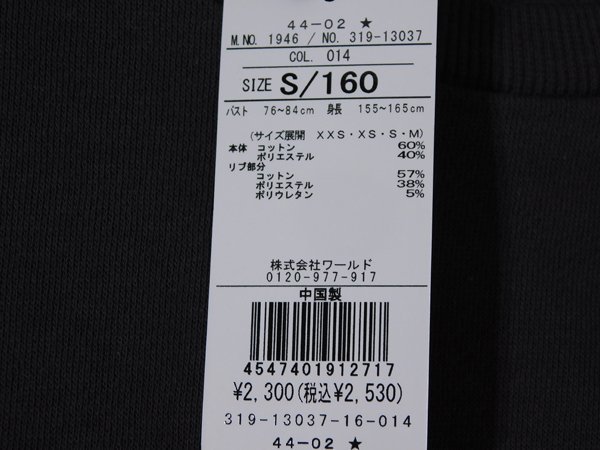 44-02 ★
M.NO. 1946 / NO. 319-13037
COL. 014
SIZE S/160
バスト 76~84cm 身長 155~165cm
(サイズ展開 XXS・XS・S・M)
本体 コットン 60%
ポリエステル 40%
リブ部分
コットン 57%
ポリエステル 38%
ポリウレタン 5%
株式会社ワールド
0120-977-917
中国製
4547401912717
¥2,300(税込¥2,530)
319-13037-16-014
44-02 ★